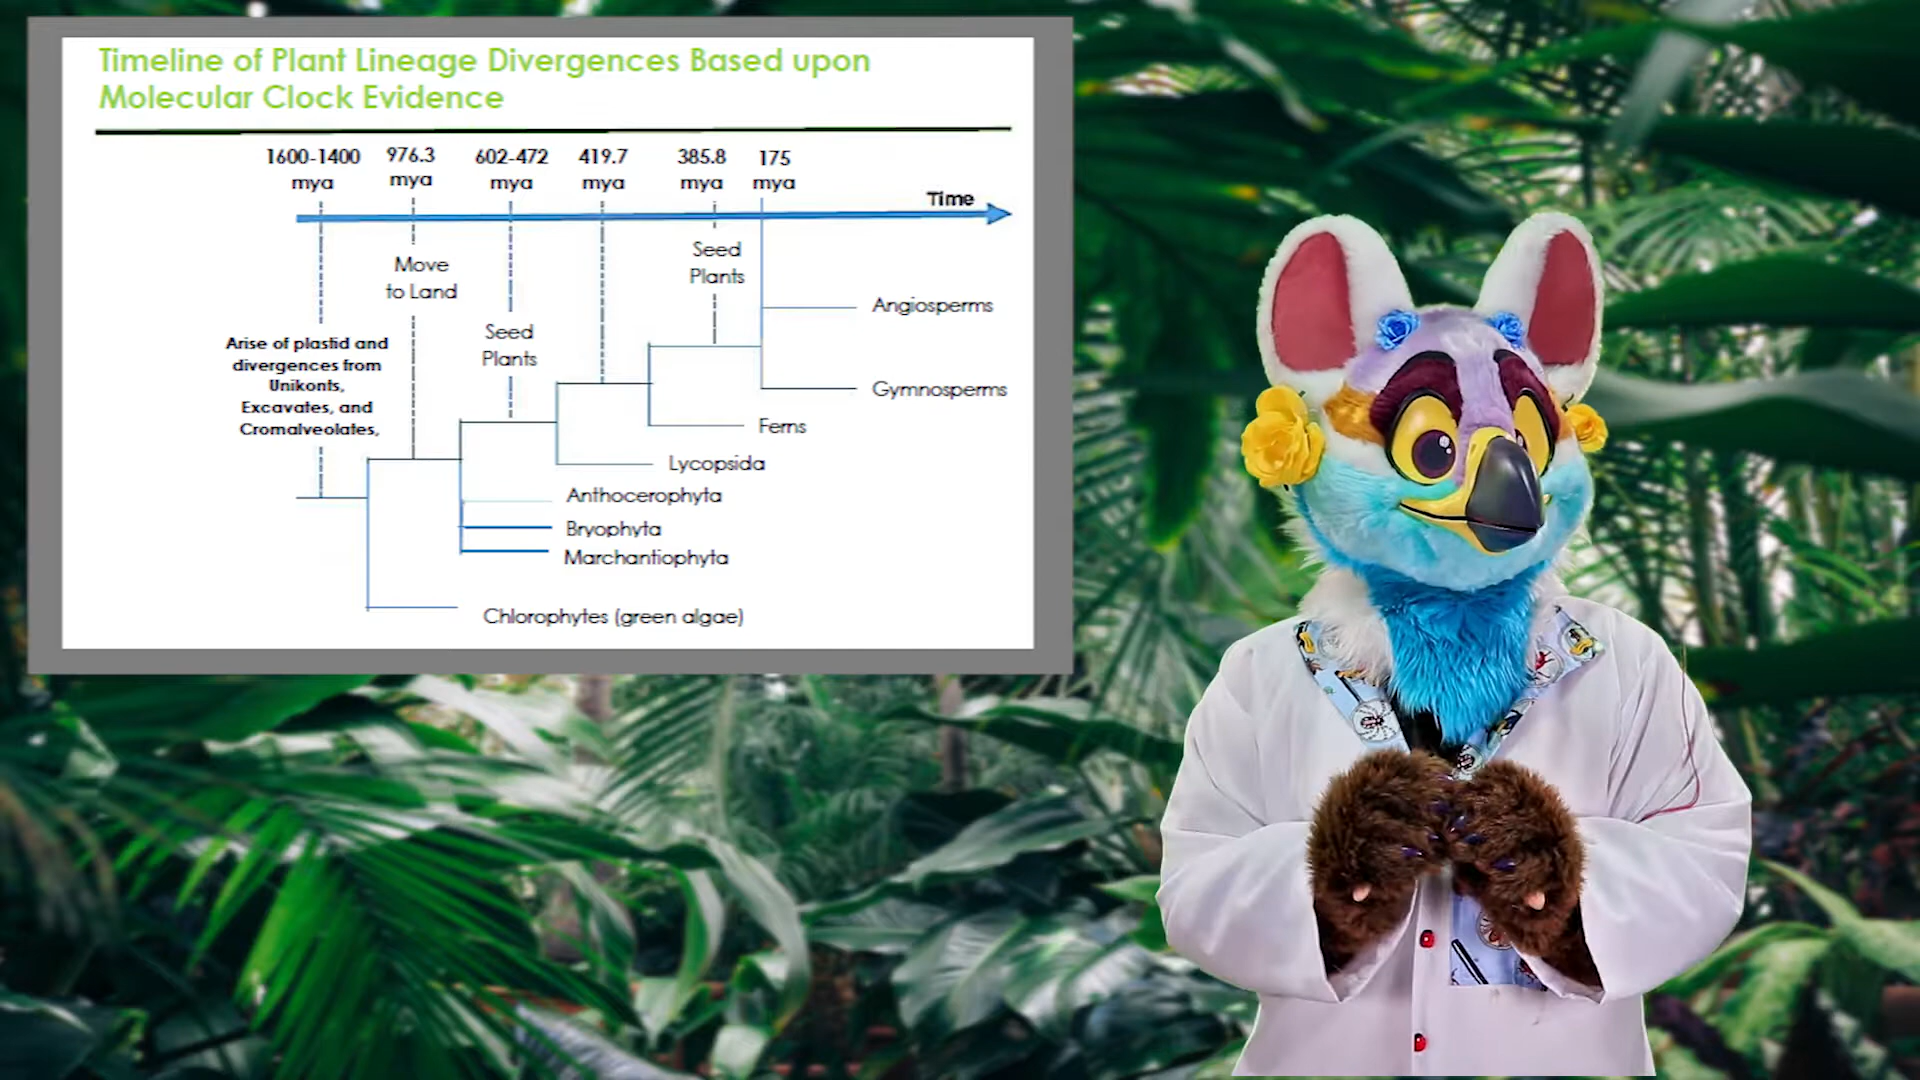 Timeline of Plant Lineage Divergences Based upon
Molecular Clock Evidence
1600-1400 mya
976.3 mya
602-472 mya
419.7 mya
385.8 mya
175 mya
Time
Move
to Land
Seed
Plants
Seed
Plants
Arise of plastid and
divergences from
Unikonts,
Excavates, and
Cromalveolates,
Angiosperms
Gymnosperms
Ferns
Lycopsida
Anthocerophyta
Bryophyta
Marchantiophyta
Chlorophytes (green algae)